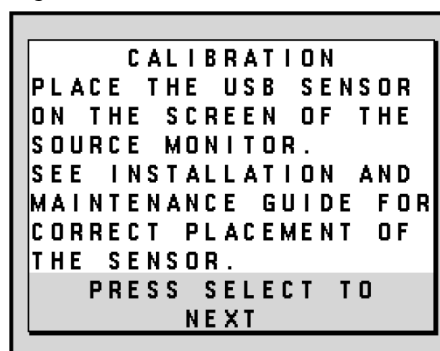 CALIBRATION
PLACE THE USB SENSOR
ON THE SCREEN OF THE
SOURCE MONITOR.
SEE INSTALLATION AND
MAINTENANCE GUIDE FOR
CORRECT PLACEMENT OF
THE SENSOR.
PRESS SELECT TO
NEXT